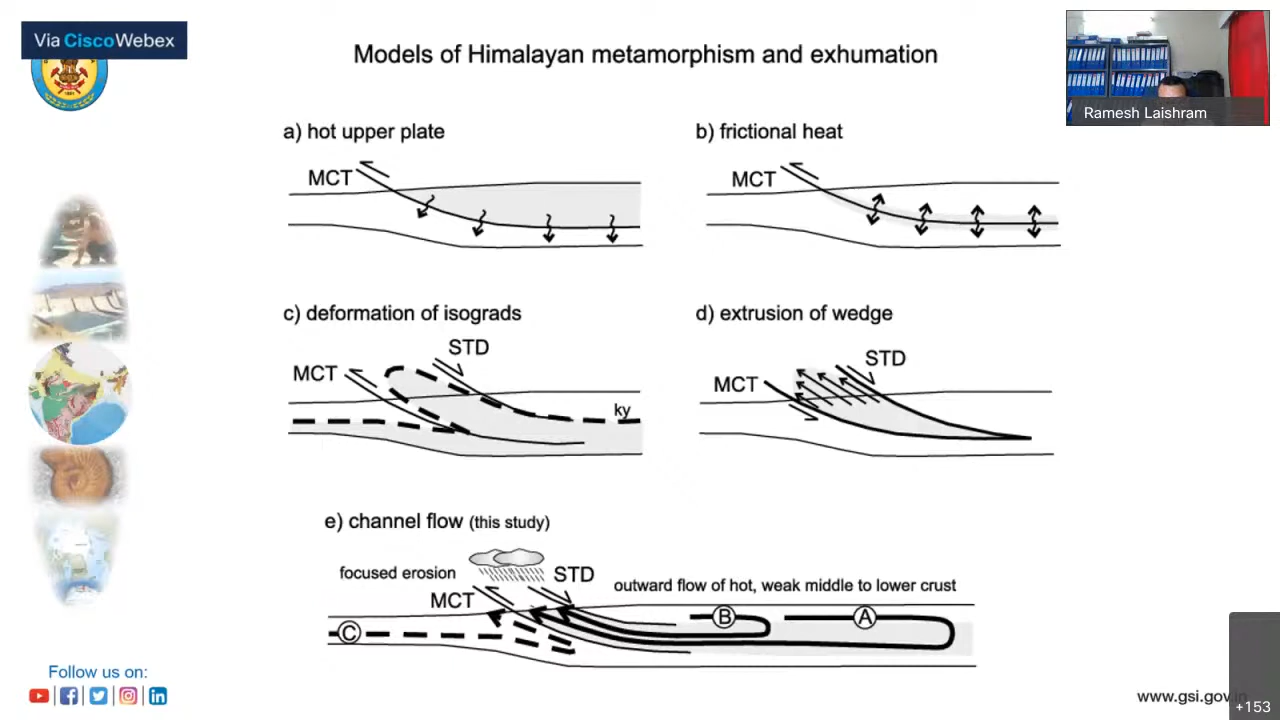 Via CiscoWebex
Models of Himalayan metamorphism and exhumation
Ramesh Laishram
a) hot upper plate
MCT
b) frictional heat
MCT
c) deformation of isograds
STD
MCT
ky
d) extrusion of wedge
STD
MCT
e) channel flow (this study)
focused erosion
STD
outward flow of hot, weak middle to lower crust
MCT
B
A
C
Follow us on:
www.gsi.gov.in
+153